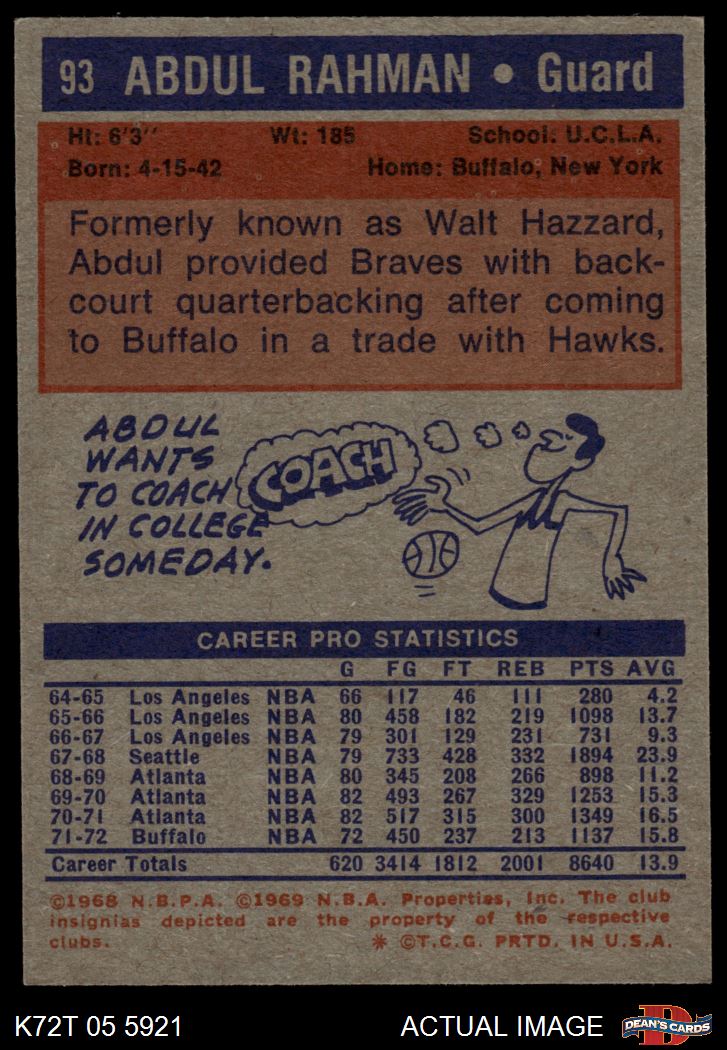 93 ABDUL RAHMAN • Guard
Ht: 6'3" Wt: 185 School: U.C.L.A.
Born: 4-15-42 Home: Buffalo, New York
Formerly known as Walt Hazzard,
Abdul provided Braves with back-
court quarterbacking after coming
to Buffalo in a trade with Hawks.
ABDUL
WANTS
TO COACH
IN COLLEGE
SOMEDAY.
COACH
CAREER PRO STATISTICS
G FG FT REB PTS AVG
64-65 Los Angeles NBA 66 117 46 111 280 4.2
65-66 Los Angeles NBA 80 458 182 219 1098 13.7
66-67 Los Angeles NBA 79 301 129 231 731 9.3
67-68 Seattle NBA 79 733 428 332 1894 23.9
68-69 Atlanta NBA 80 345 208 266 898 11.2
69-70 Atlanta NBA 82 493 267 329 1253 15.3
70-71 Atlanta NBA 82 517 315 300 1349 16.5
71-72 Buffalo NBA 72 450 237 213 1137 15.8
Career Totals 620 3414 1812 2001 8640 13.9
©1968 N.B.P.A. ©1969 N.B.A. Properties, Inc. The club
insignias depicted are the property of the respective
clubs. * ©T.C.G. PRTD. IN U.S.A.
K72T 05 5921 ACTUAL IMAGE D DEAN'S CARDS